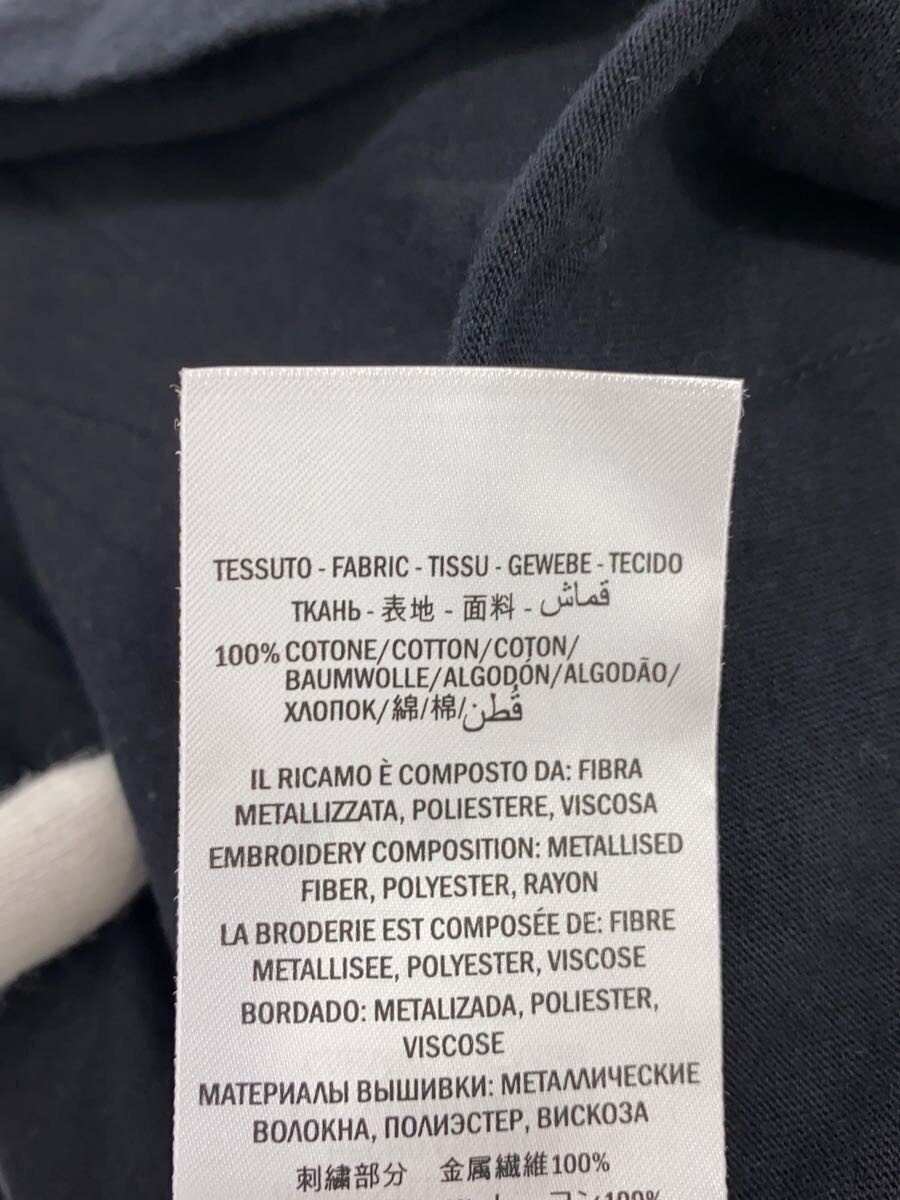 TESSUTO - FABRIC - TISSU - GEWEBE - TECIDO
ТКАНЬ - 表地 - 面料 - قماش
100% COTONE/COTTON/COTON/
BAUMWOLLE/ALGODÓN/ALGODÃO/
ХЛОПОК/綿/棉/قُطن
IL RICAMO È COMPOSTO DA: FIBRA
METALLIZZATA, POLIESTERE, VISCOSA
EMBROIDERY COMPOSITION: METALLISED
FIBER, POLYESTER, RAYON
LA BRODERIE EST COMPOSÉE DE: FIBRE
METALLISEE, POLYESTER, VISCOSE
BORDADO: METALIZADA, POLIESTER,
VISCOSE
МАТЕРИАЛЫ ВЫШИВКИ: МЕТАЛЛИЧЕСКИЕ
ВОЛОКНА, ПОЛИЭСТЕР, ВИСКОЗА
刺繍部分 金属繊維100%